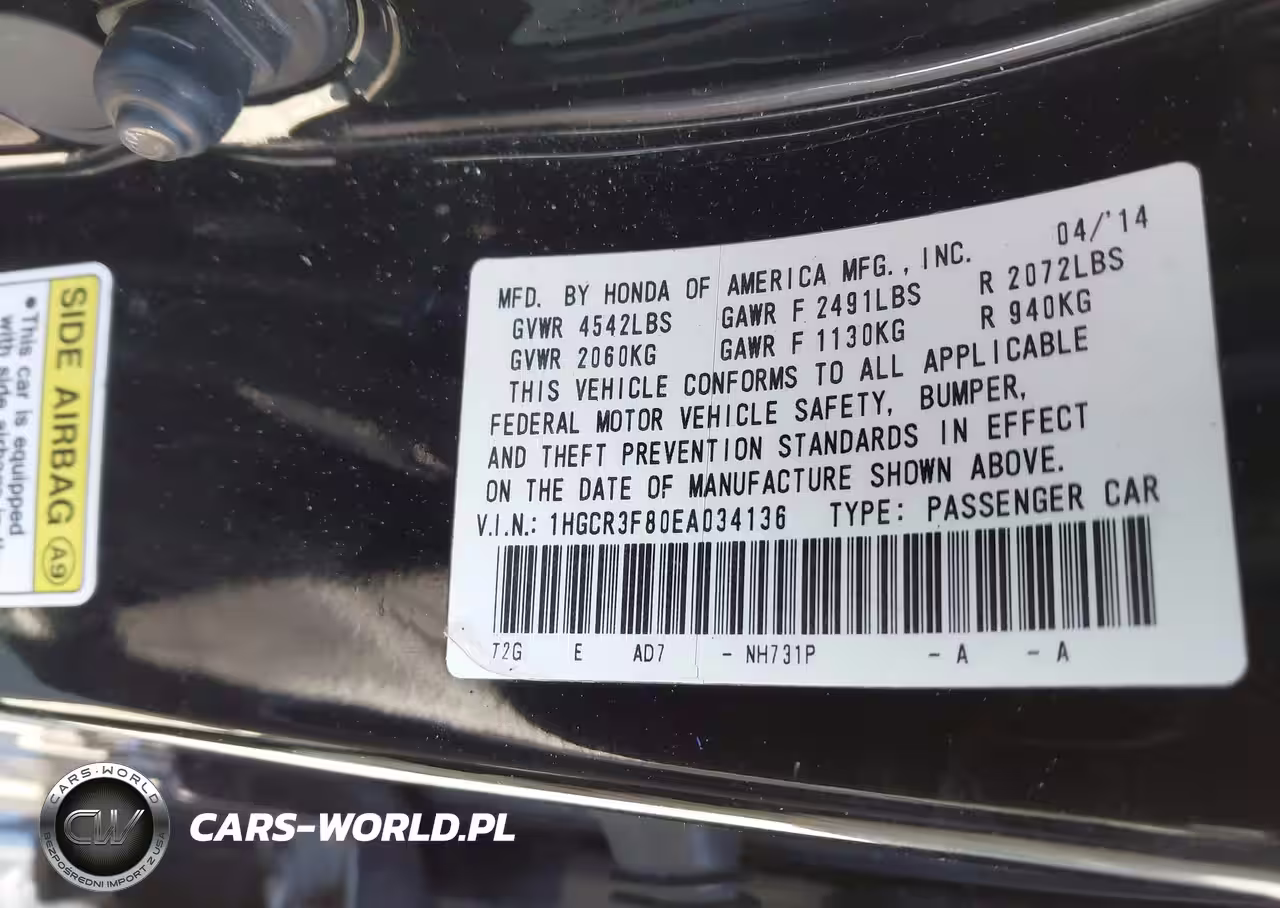 04/'14
MFD. BY HONDA OF AMERICA MFG., INC.
GVWR 4542LBS GAWR F 2491LBS R 2072LBS
GVWR 2060KG GAWR F 1130KG R 940KG
THIS VEHICLE CONFORMS TO ALL APPLICABLE
FEDERAL MOTOR VEHICLE SAFETY, BUMPER,
AND THEFT PREVENTION STANDARDS IN EFFECT
ON THE DATE OF MANUFACTURE SHOWN ABOVE.
V.I.N.: 1HGCR3F80EA034136 TYPE: PASSENGER CAR
T2G E AD7 - NH731P - A - A
SIDE AIRBAG A9
•This car is equipped
with side
CARS-WORLD
CW
BEZPOŚREDNI IMPORT Z USA
CARS-WORLD.PL